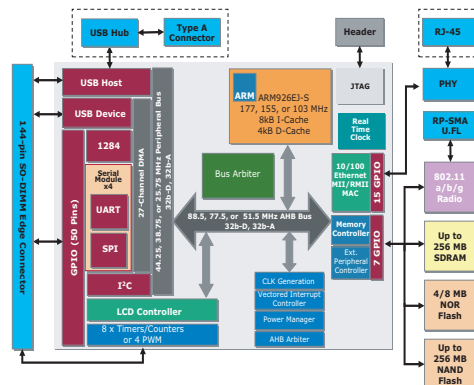 USB Hub
Type A
Connector
Header
RJ-45
144-pin SO-DIMM Edge Connector
USB Host
USB Device
GPIO (50 Pins)
1284
Serial
Module
x4
UART
SPI
I²C
27-Channel DMA
44.25, 38.75, or 25.75 MHz Peripheral Bus
32b-D, 32b-A
LCD Controller
8 x Timers/Counters
or 4 PWM
ARM
ARM926EJ-S
177, 155, or 103 MHz
8kB I-Cache
4kB D-Cache
Bus Arbiter
88.5, 77.5, or 51.5 MHz AHB Bus
32b-D, 32b-A
CLK Generation
Vectored Interrupt
Controller
Power Manager
AHB Arbiter
JTAG
Real
Time
Clock
10/100
Ethernet
MII/RMII
MAC
15 GPIO
Memory
Controller
Ext.
Peripheral
Controller
7 GPIO
PHY
RP-SMA
U.FL
802.11
a/b/g
Radio
Up to
256 MB
SDRAM
4/8 MB
NOR
Flash
Up to
256 MB
NAND
Flash